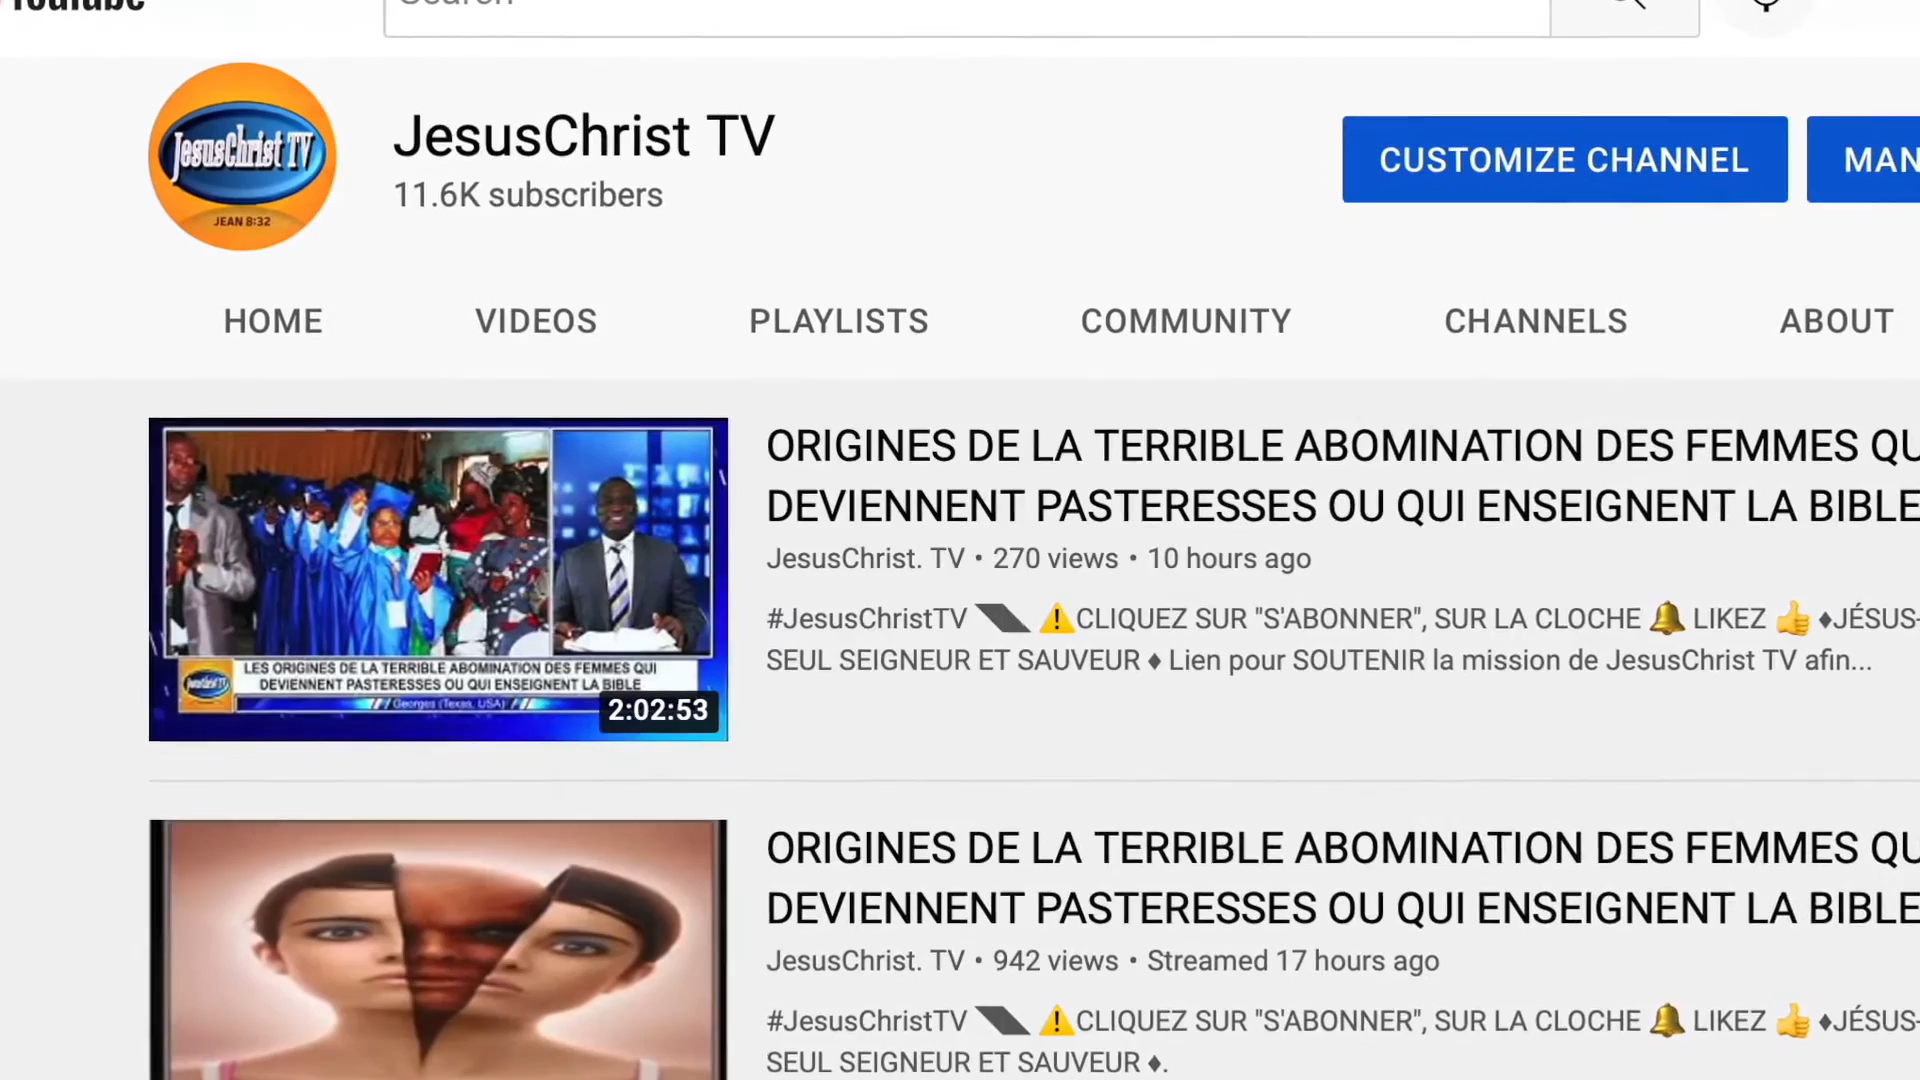 JesusChrist TV
JEAN 8:32
JesusChrist TV
11.6K subscribers
CUSTOMIZE CHANNEL
HOME
VIDEOS
PLAYLISTS
COMMUNITY
CHANNELS
ABOUT
LES ORIGINES DE LA TERRIBLE ABOMINATION DES FEMMES QUI
DEVIENNENT PASTERESSES OU QUI ENSEIGNENT LA BIBLE
Georges (Texas, USA)
2:02:53
ORIGINES DE LA TERRIBLE ABOMINATION DES FEMMES QU
DEVIENNENT PASTERESSES OU QUI ENSEIGNENT LA BIBLE
JesusChrist. TV • 270 views • 10 hours ago
#JesusChristTV ⚠️CLIQUEZ SUR "S'ABONNER", SUR LA CLOCHE 🔔 LIKEZ 👍 ♦JÉSUS-
SEUL SEIGNEUR ET SAUVEUR ♦ Lien pour SOUTENIR la mission de JesusChrist TV afin...
ORIGINES DE LA TERRIBLE ABOMINATION DES FEMMES QU
DEVIENNENT PASTERESSES OU QUI ENSEIGNENT LA BIBLE
JesusChrist. TV • 942 views • Streamed 17 hours ago
#JesusChristTV ⚠️CLIQUEZ SUR "S'ABONNER", SUR LA CLOCHE 🔔 LIKEZ 👍 ♦JÉSUS-
SEUL SEIGNEUR ET SAUVEUR ♦.